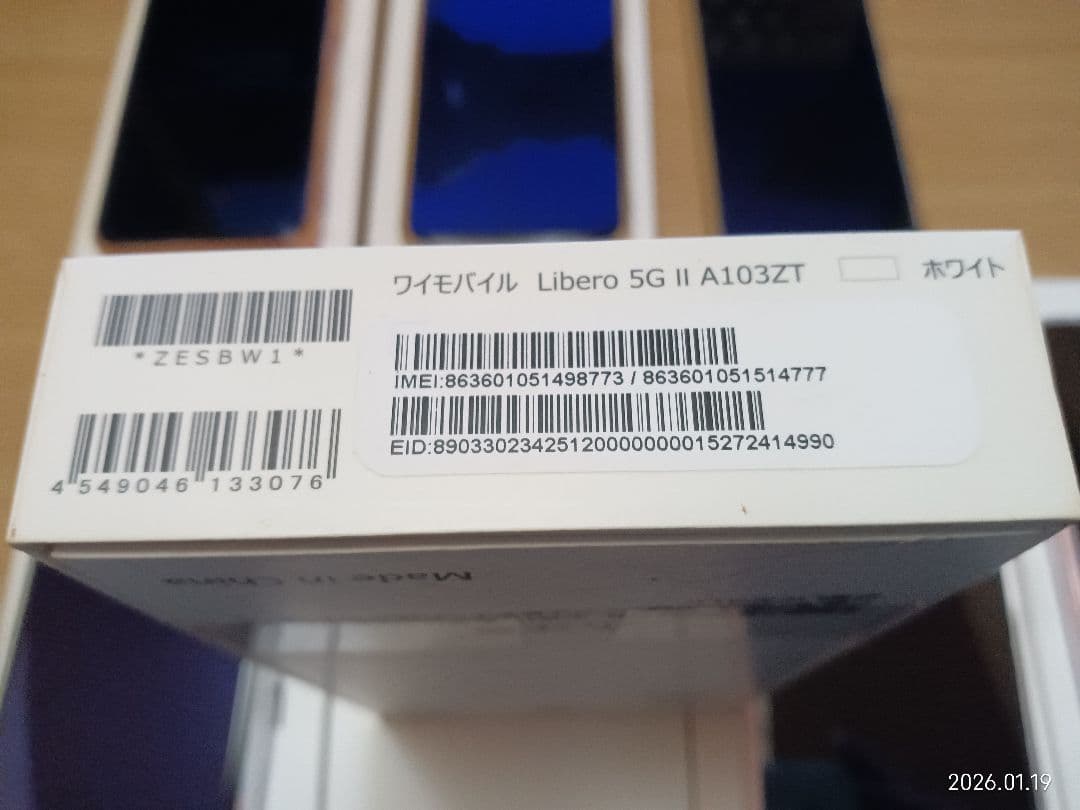 ワイモバイル Libero 5G II A103ZT ホワイト
*ZESBW1*
IMEI:863601051498773 / 863601051514777
EID:89033023425120000000015272414990
4 549046 133076
Made in China
2026.01.19